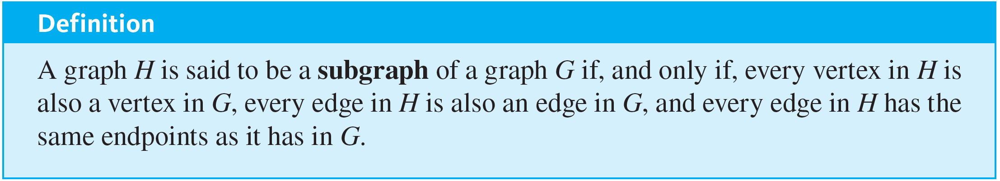 Definition
A graph H is said to be a subgraph of a graph G if, and only if, every vertex in H is
also a vertex in G, every edge in H is also an edge in G, and every edge in H has the
same endpoints as it has in G.